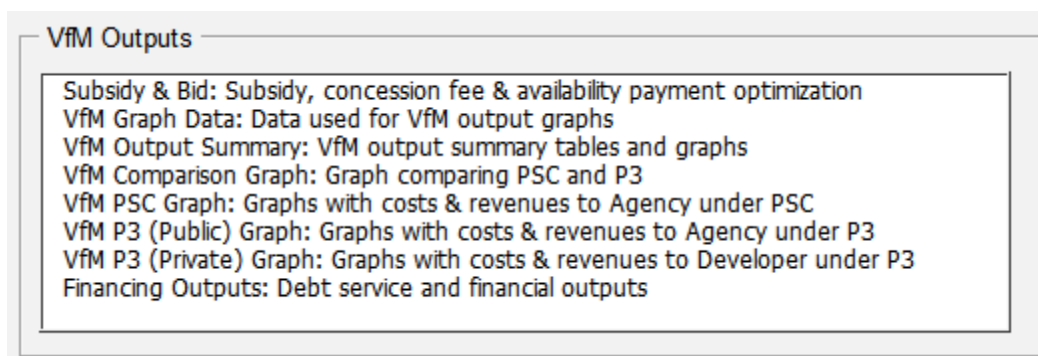 VfM Outputs
Subsidy & Bid: Subsidy, concession fee & availability payment optimization
VfM Graph Data: Data used for VfM output graphs
VfM Output Summary: VfM output summary tables and graphs
VfM Comparison Graph: Graph comparing PSC and P3
VfM PSC Graph: Graphs with costs & revenues to Agency under PSC
VfM P3 (Public) Graph: Graphs with costs & revenues to Agency under P3
VfM P3 (Private) Graph: Graphs with costs & revenues to Developer under P3
Financing Outputs: Debt service and financial outputs